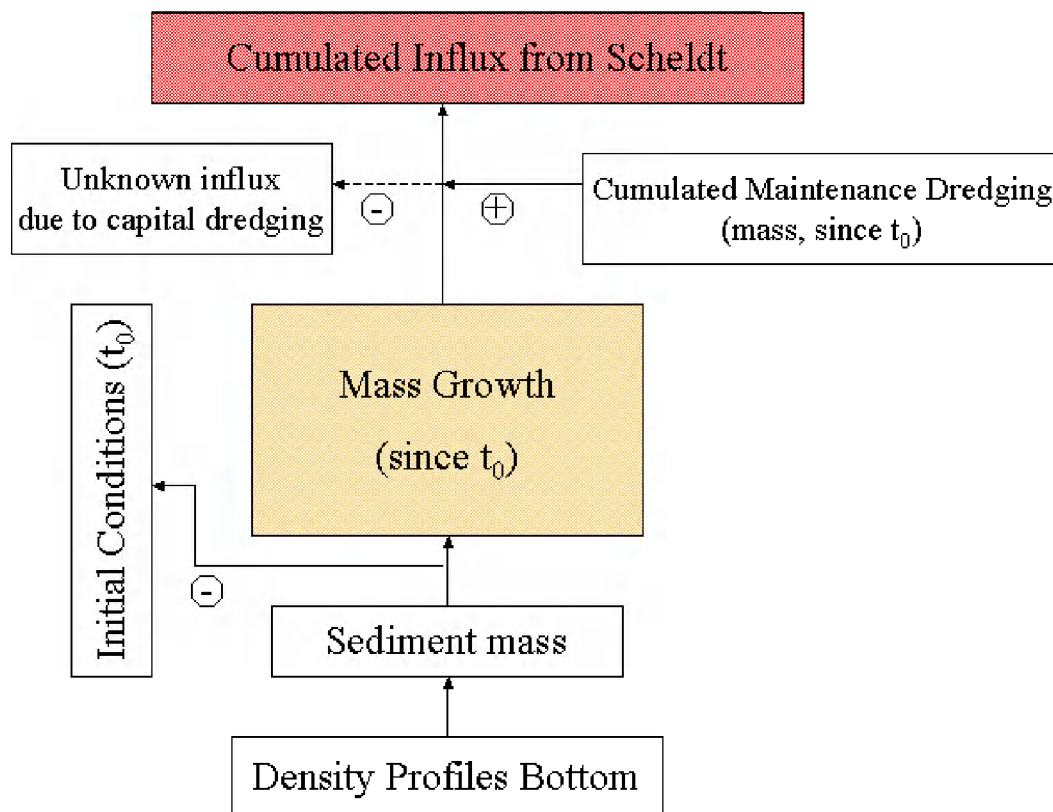 Cumulated Influx from Scheldt
Unknown influx
due to capital dredging
-
+
Cumulated Maintenance Dredging
(mass, since t₀)
Initial Conditions (t₀)
Mass Growth
(since t₀)
-
Sediment mass
Density Profiles Bottom